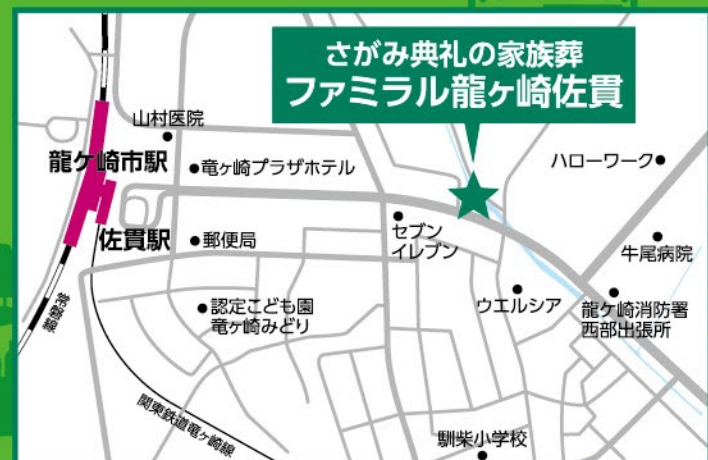 さがみ典礼の家族葬
ファミラル龍ヶ崎佐貫
山村医院
龍ケ崎市駅
竜ヶ崎プラザホテル
ハローワーク
佐貫駅
郵便局
セブン
イレブン
牛尾病院
常磐線
認定こども園
竜ヶ崎みどり
ウエルシア
龍ケ崎消防署
西部出張所
関東鉄道竜ヶ崎線
馴柴小学校